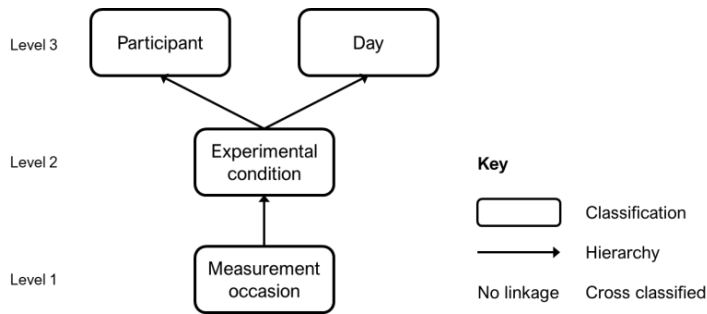 Level 3
Participant
Day
Level 2
Experimental
condition
Level 1
Measurement
occasion
Key
Classification
Hierarchy
No linkage Cross classified